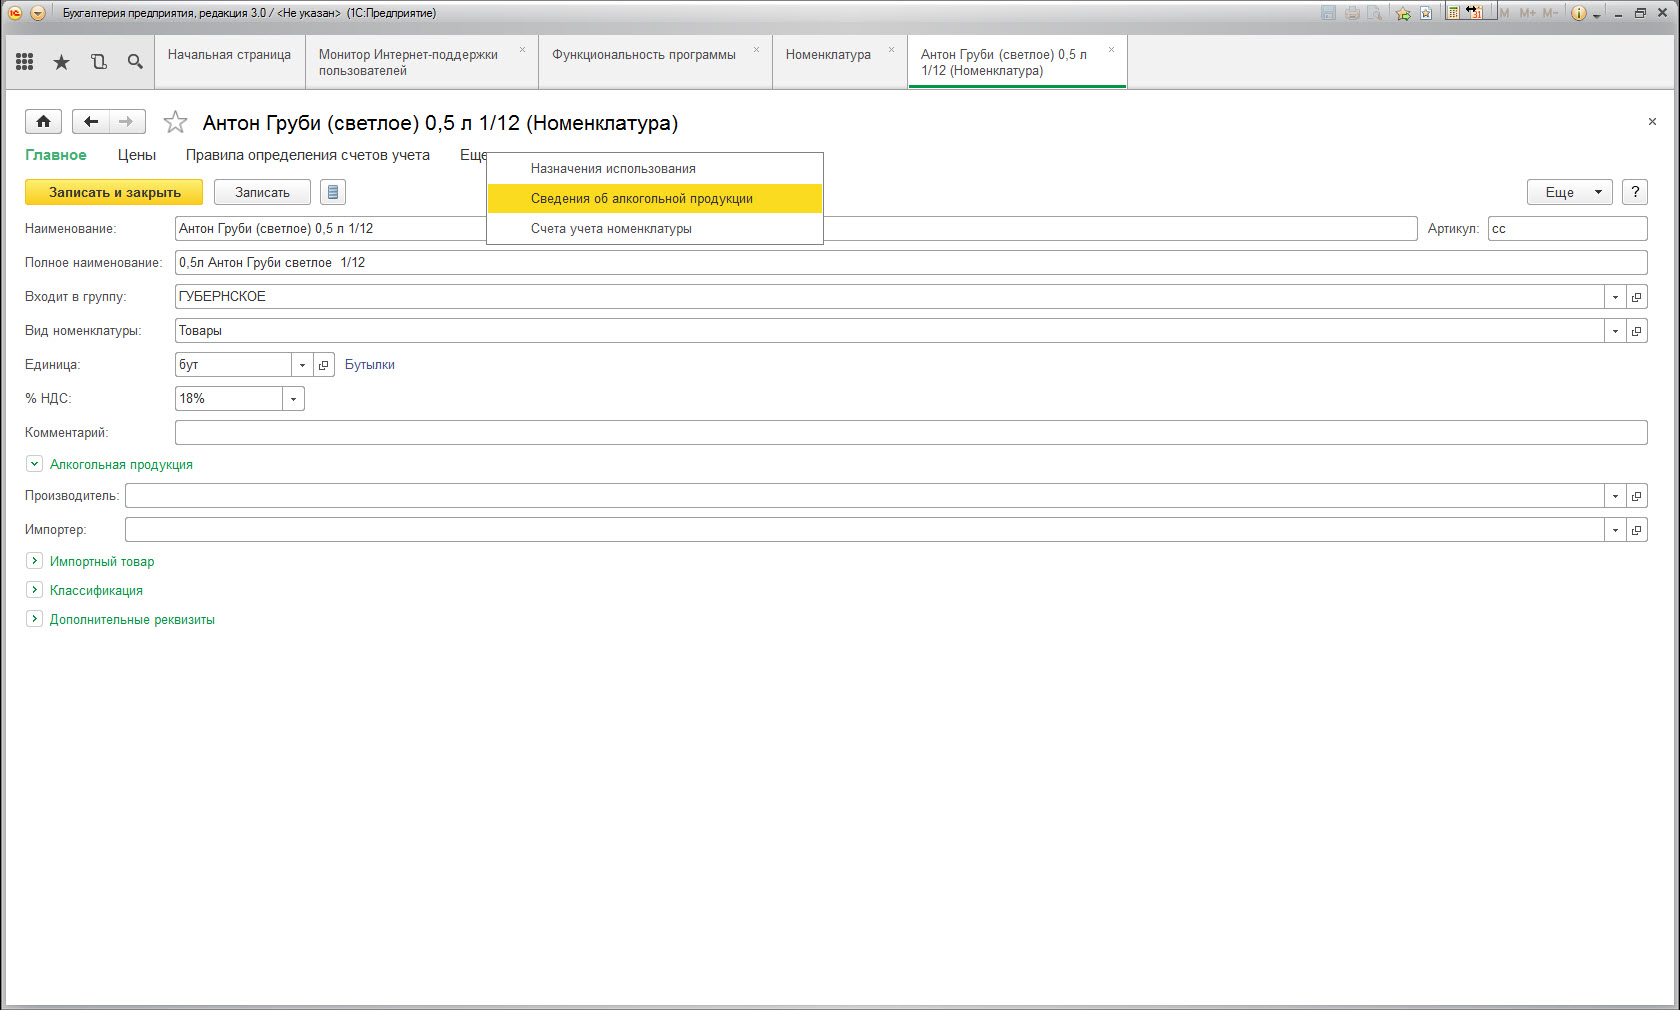 Бухгалтерия предприятия, редакция 3.0 / <Не указан> (1С:Предприятие)
M M+ M-
Начальная страница
Монитор Интернет-поддержки
пользователей
Функциональность программы
Номенклатура
Антон Груби (светлое) 0,5 л
1/12 (Номенклатура)
Антон Груби (светлое) 0,5 л 1/12 (Номенклатура)
Главное Цены Правила определения счетов учета Еще
Назначения использования
Сведения об алкогольной продукции
Счета учета номенклатуры
Записать и закрыть Записать Еще ?
Наименование: Антон Груби (светлое) 0,5 л 1/12 Артикул: сс
Полное наименование: 0,5л Антон Груби светлое 1/12
Входит в группу: ГУБЕРНСКОЕ
Вид номенклатуры: Товары
Единица: бут Бутылки
% НДС: 18%
Комментарий:
Алкогольная продукция
Производитель:
Импортер:
Импортный товар
Классификация
Дополнительные реквизиты